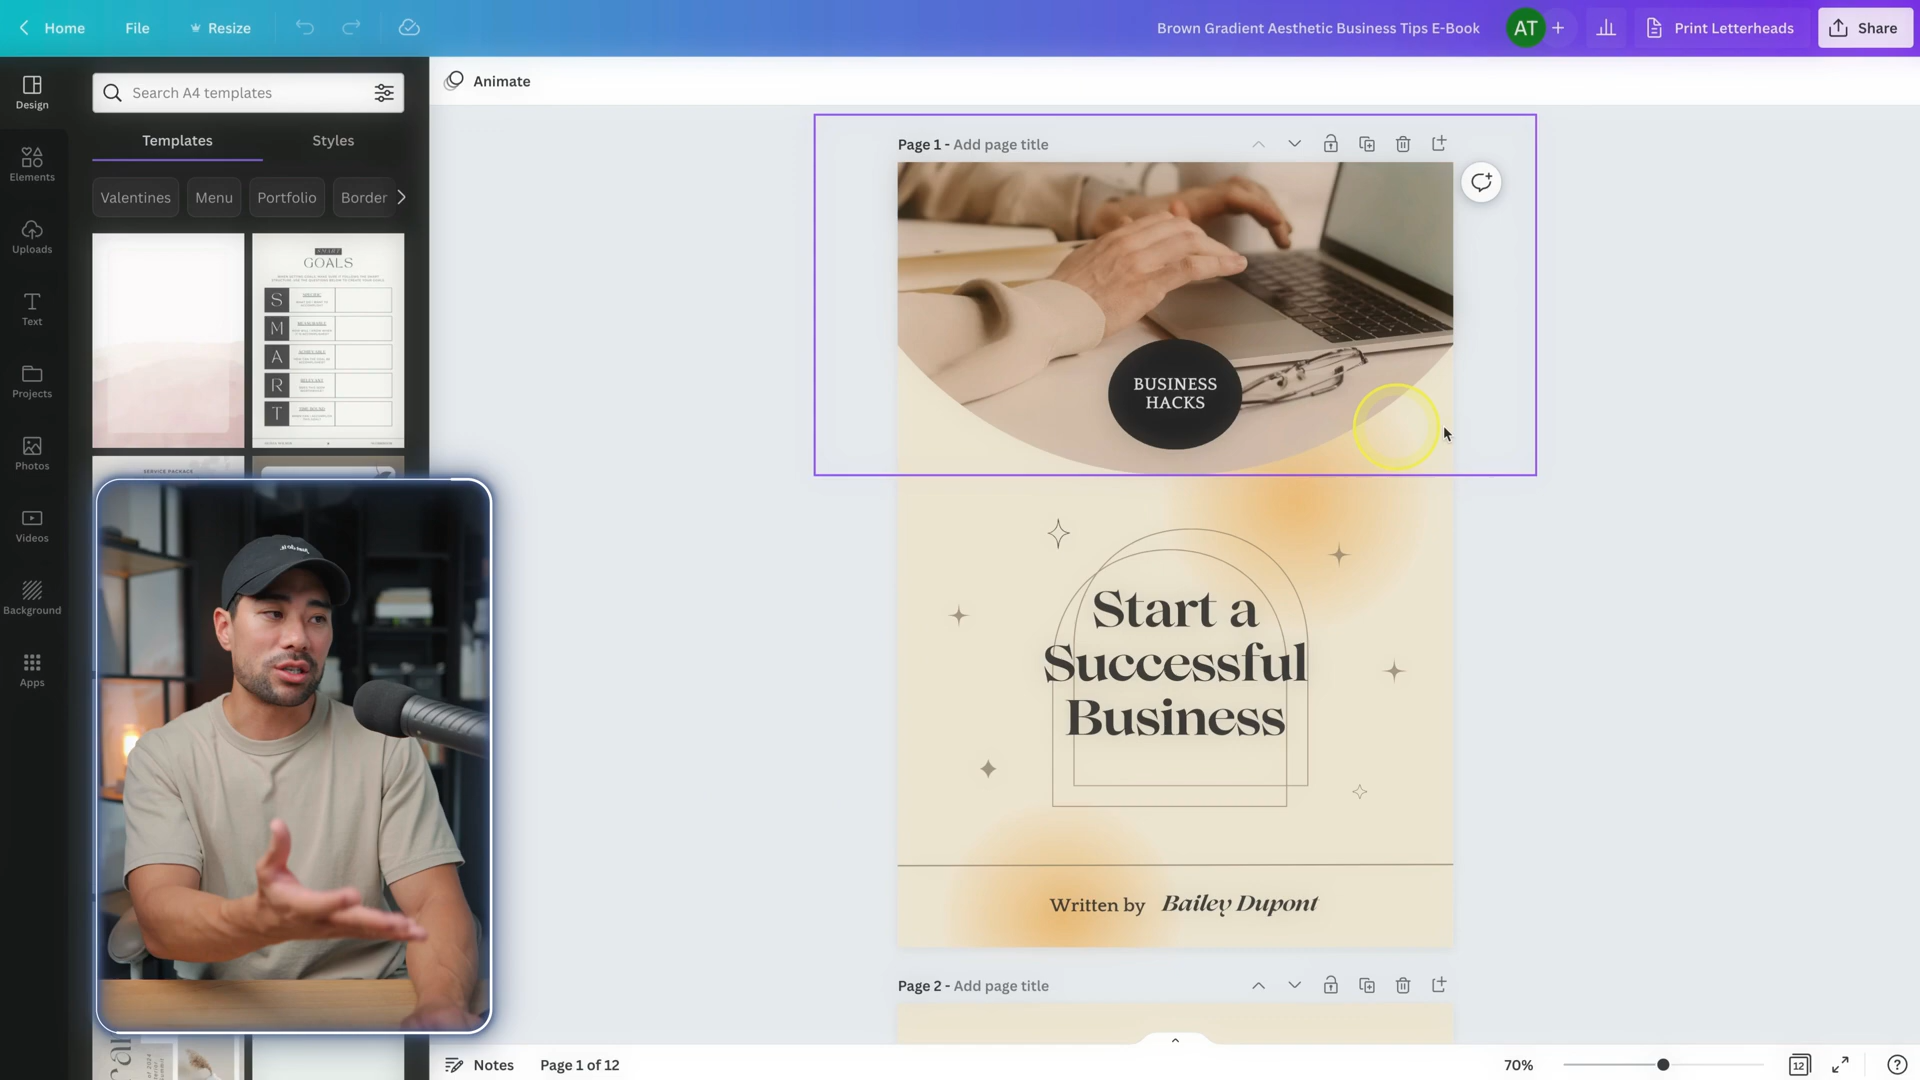 Home
File
Resize
Brown Gradient Aesthetic Business Tips E-Book
AT
Print Letterheads
Share
Design
Elements
Uploads
Text
Projects
Photos
Videos
Background
Apps
Search A4 templates
Templates
Styles
Valentines
Menu
Portfolio
Border
GOALS
S
M
A
R
T
SERVICE PACKAGE
Animate
Page 1 - Add page title
BUSINESS
HACKS
Start a
Successful
Business
Written by Bailey Dupont
Page 2 - Add page title
Notes
Page 1 of 12
70%
12